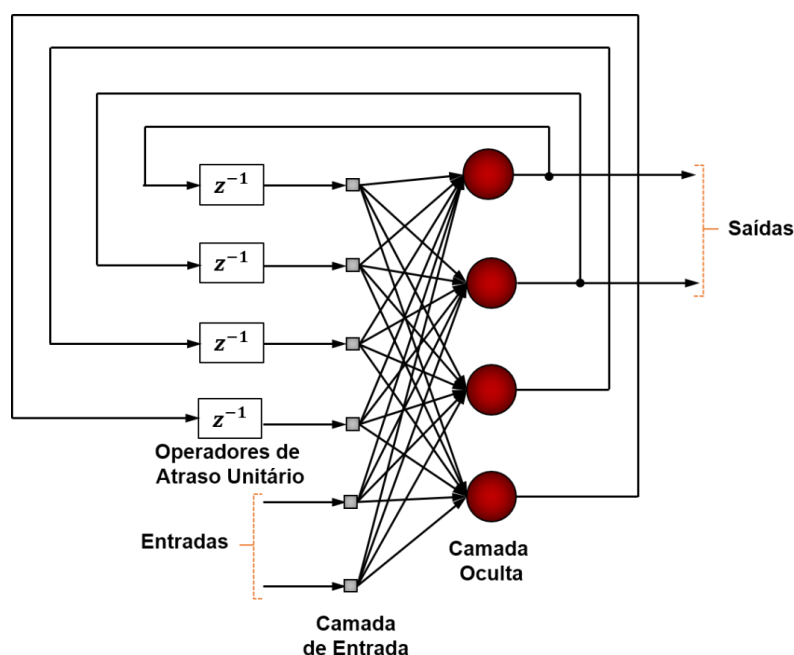 z⁻¹
z⁻¹
z⁻¹
z⁻¹
Operadores de
Atraso Unitário
Entradas
Camada
de Entrada
Camada
Oculta
Saídas